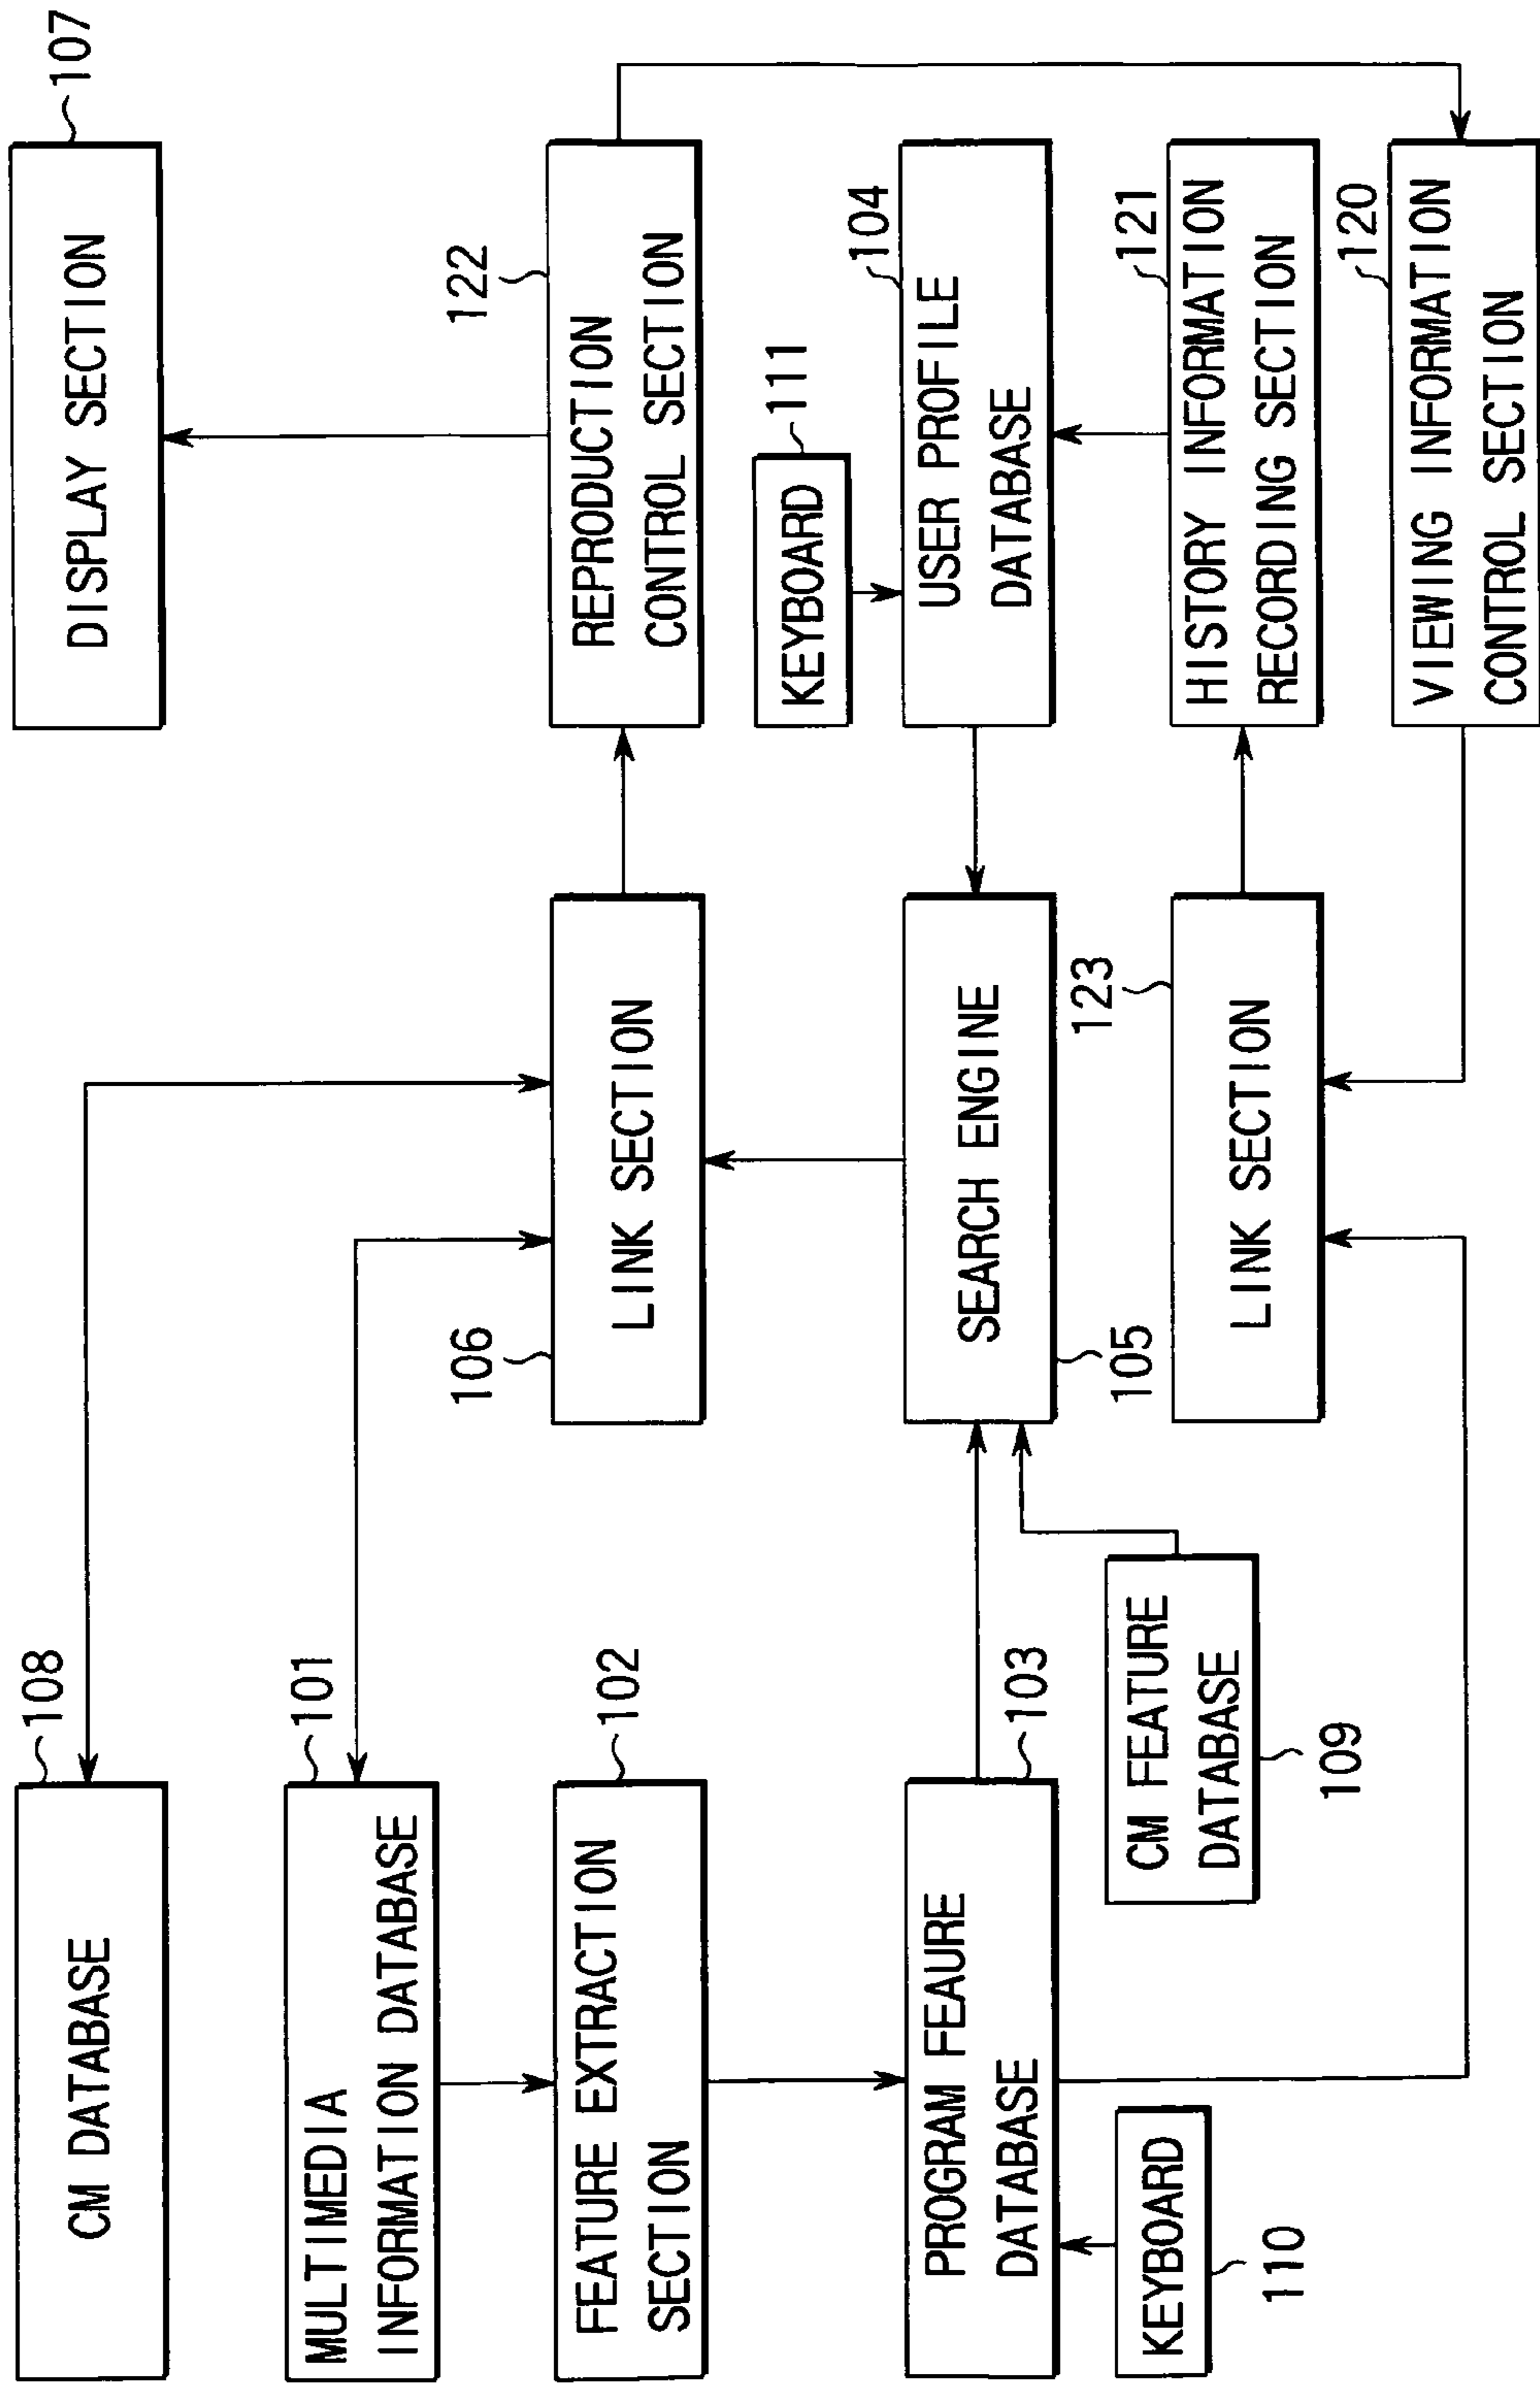 CM DATABASE
108
MULTIMEDIA
INFORMATION DATABASE
101
FEATURE EXTRACTION
SECTION
102
PROGRAM FEAURE
DATABASE
103
KEYBOARD
110
CM FEATURE
DATABASE
109
LINK SECTION
106
SEARCH ENGINE
105
LINK SECTION
123
DISPLAY SECTION
107
REPRODUCTION
CONTROL SECTION
122
KEYBOARD
111
USER PROFILE
DATABASE
104
HISTORY INFORMATION
RECORDING SECTION
121
VIEWING INFORMATION
CONTROL SECTION
120